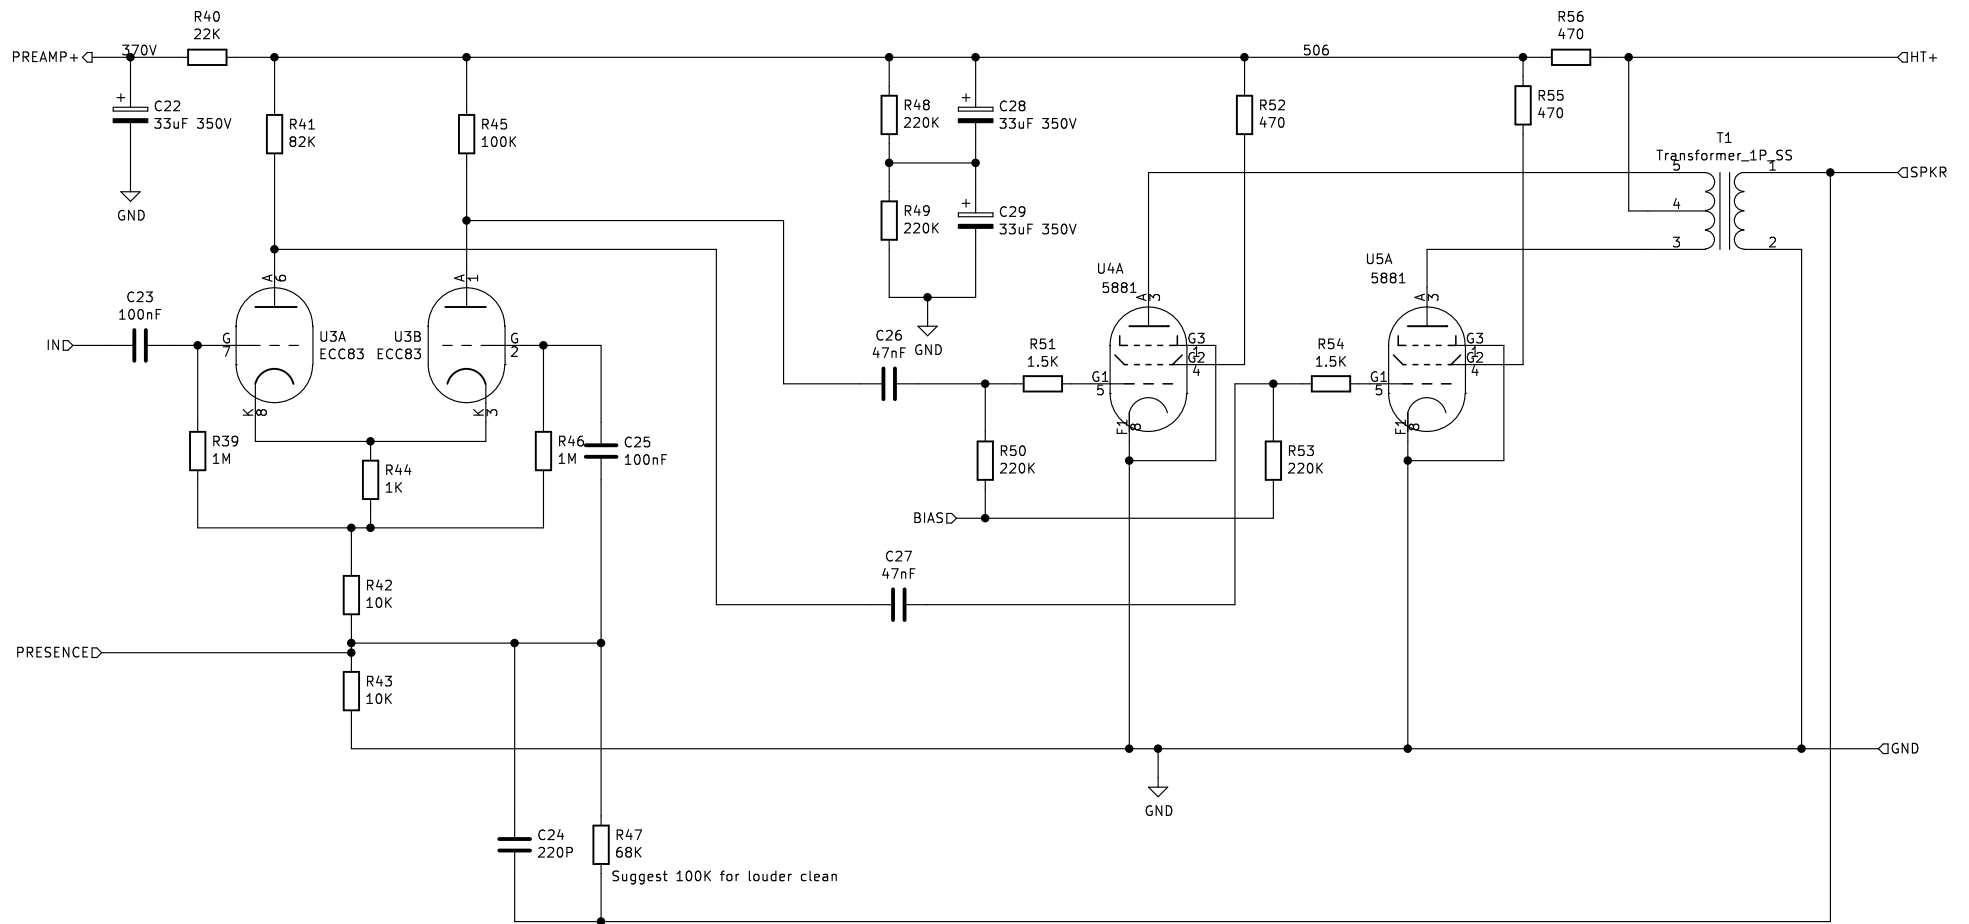 R40
22K
R56
470
PREAMP+
370V
506
HT+
C22
33uF 350V
+
GND
R41
82K
R45
100K
R48
220K
+
C28
33uF 350V
R52
470
R55
470
T1
Transformer_1P_SS
5
1
SPKR
4
3
2
R49
220K
+
C29
33uF 350V
GND
A
6
A
1
U4A
5881
A
3
U5A
5881
A
3
C23
100nF
IN
G
7
U3A
ECC83
U3B
ECC83
G
2
K
8
K
3
C26
47nF
R51
1.5K
G1
5
G3
1
G2
4
F1
8
R54
1.5K
G1
5
G3
1
G2
4
F1
8
R39
1M
R44
1K
R46
1M
C25
100nF
R50
220K
R53
220K
BIAS
C27
47nF
R42
10K
PRESENCE
R43
10K
GND
GND
C24
220P
R47
68K
Suggest 100K for louder clean